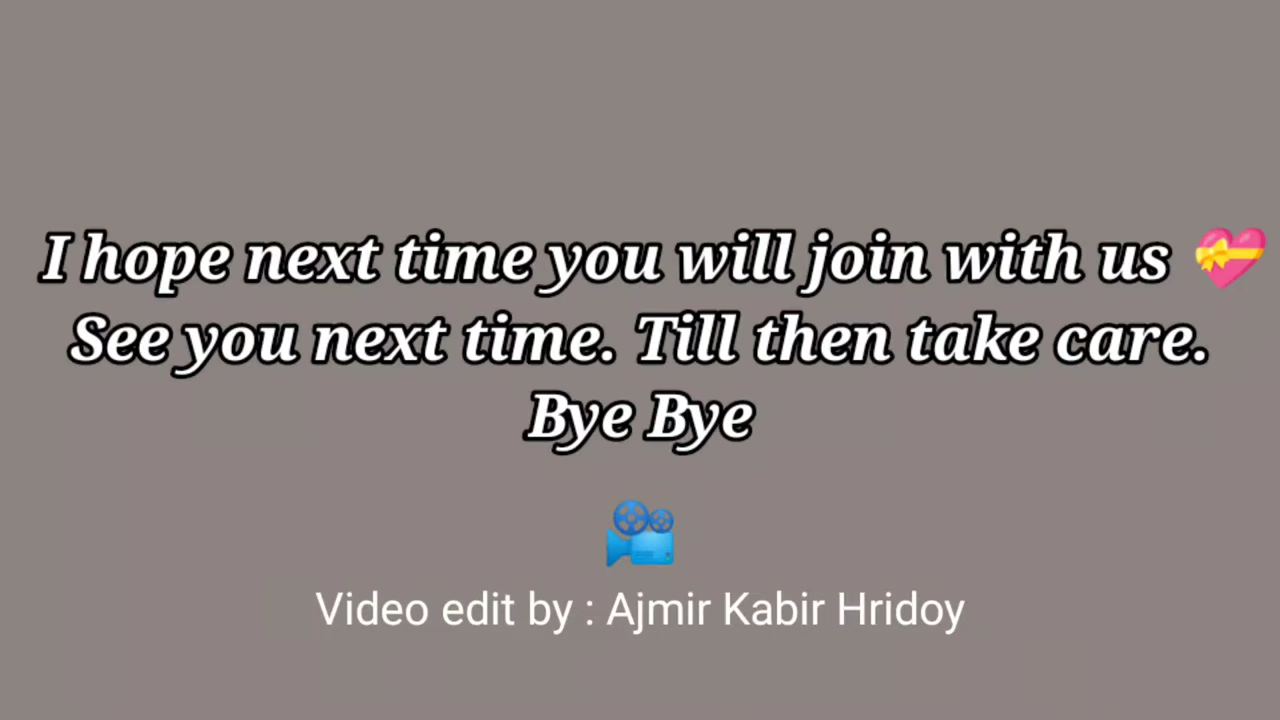 I hope next time you will join with us 💝
See you next time. Till then take care.
Bye Bye
🎥
Video edit by : Ajmir Kabir Hridoy